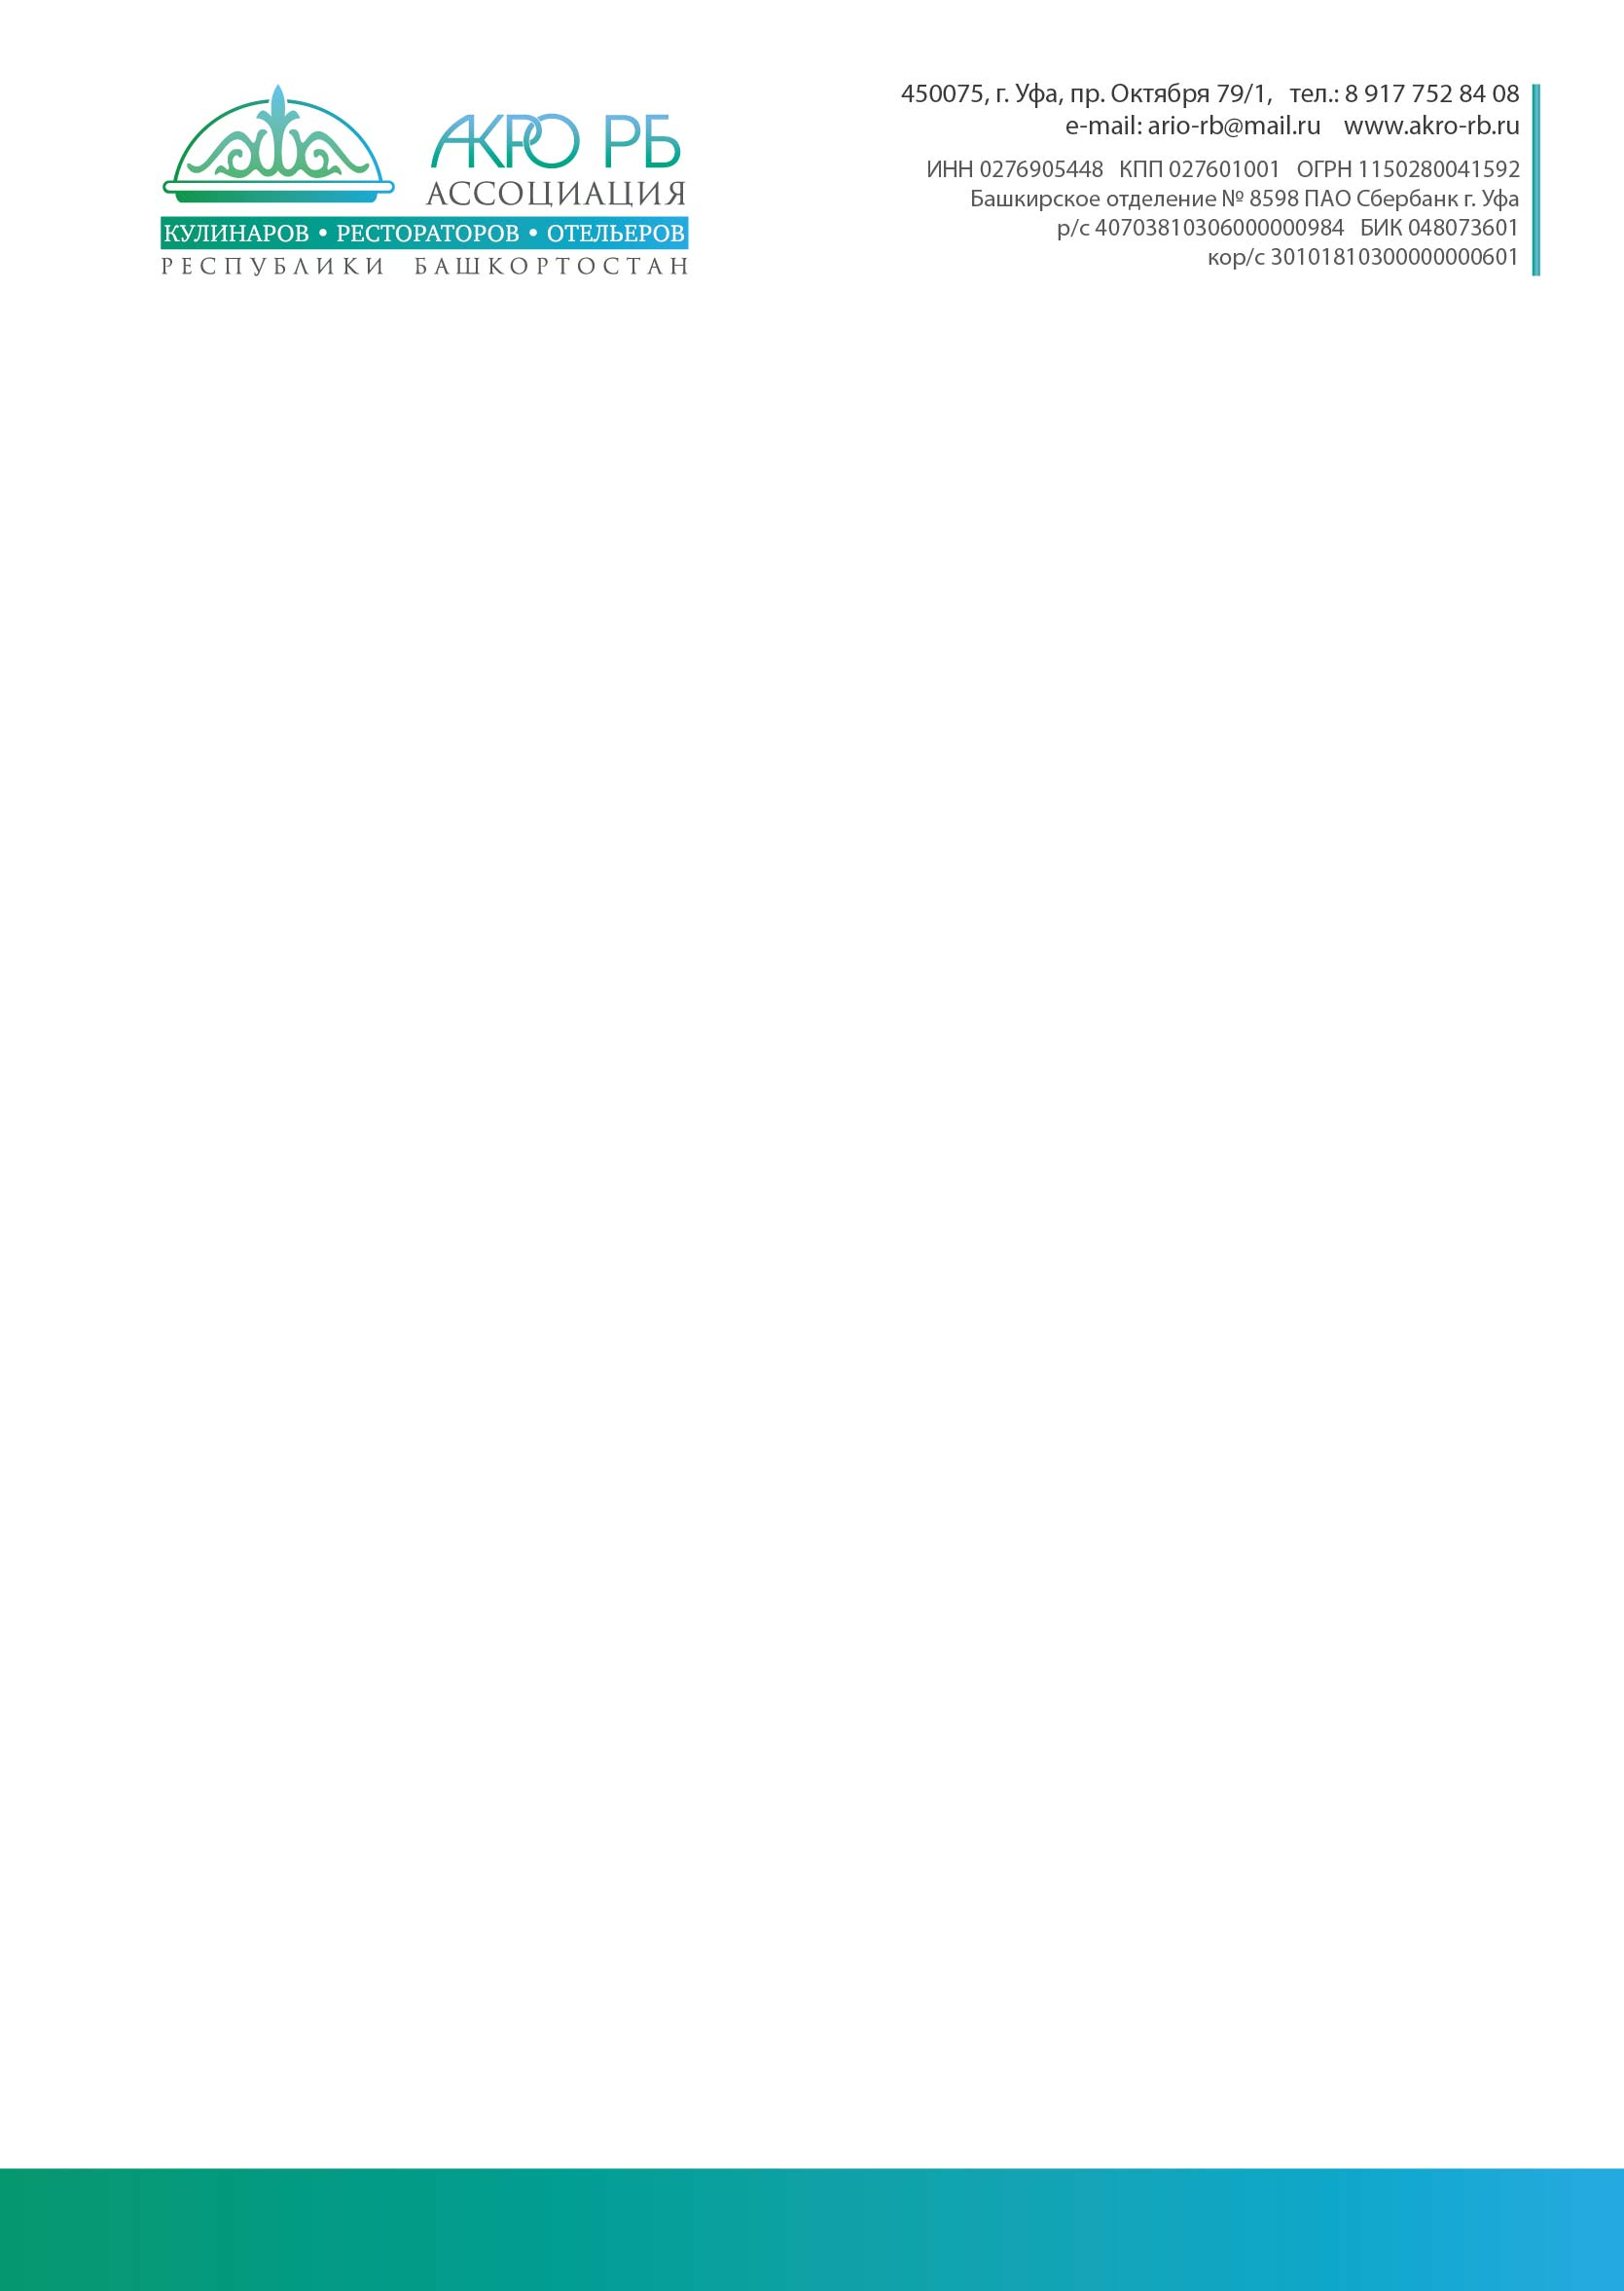 АКРО РБ
АССОЦИАЦИЯ
КУЛИНАРОВ • РЕСТОРАТОРОВ • ОТЕЛЬЕРОВ
РЕСПУБЛИКИ БАШКОРТОСТАН
450075, г. Уфа, пр. Октября 79/1, тел.: 8 917 752 84 08
e-mail: ario-rb@mail.ru www.akro-rb.ru
ИНН 0276905448 КПП 027601001 ОГРН 1150280041592
Башкирское отделение № 8598 ПАО Сбербанк г. Уфа
р/с 40703810306000000984 БИК 048073601
кор/с 30101810300000000601